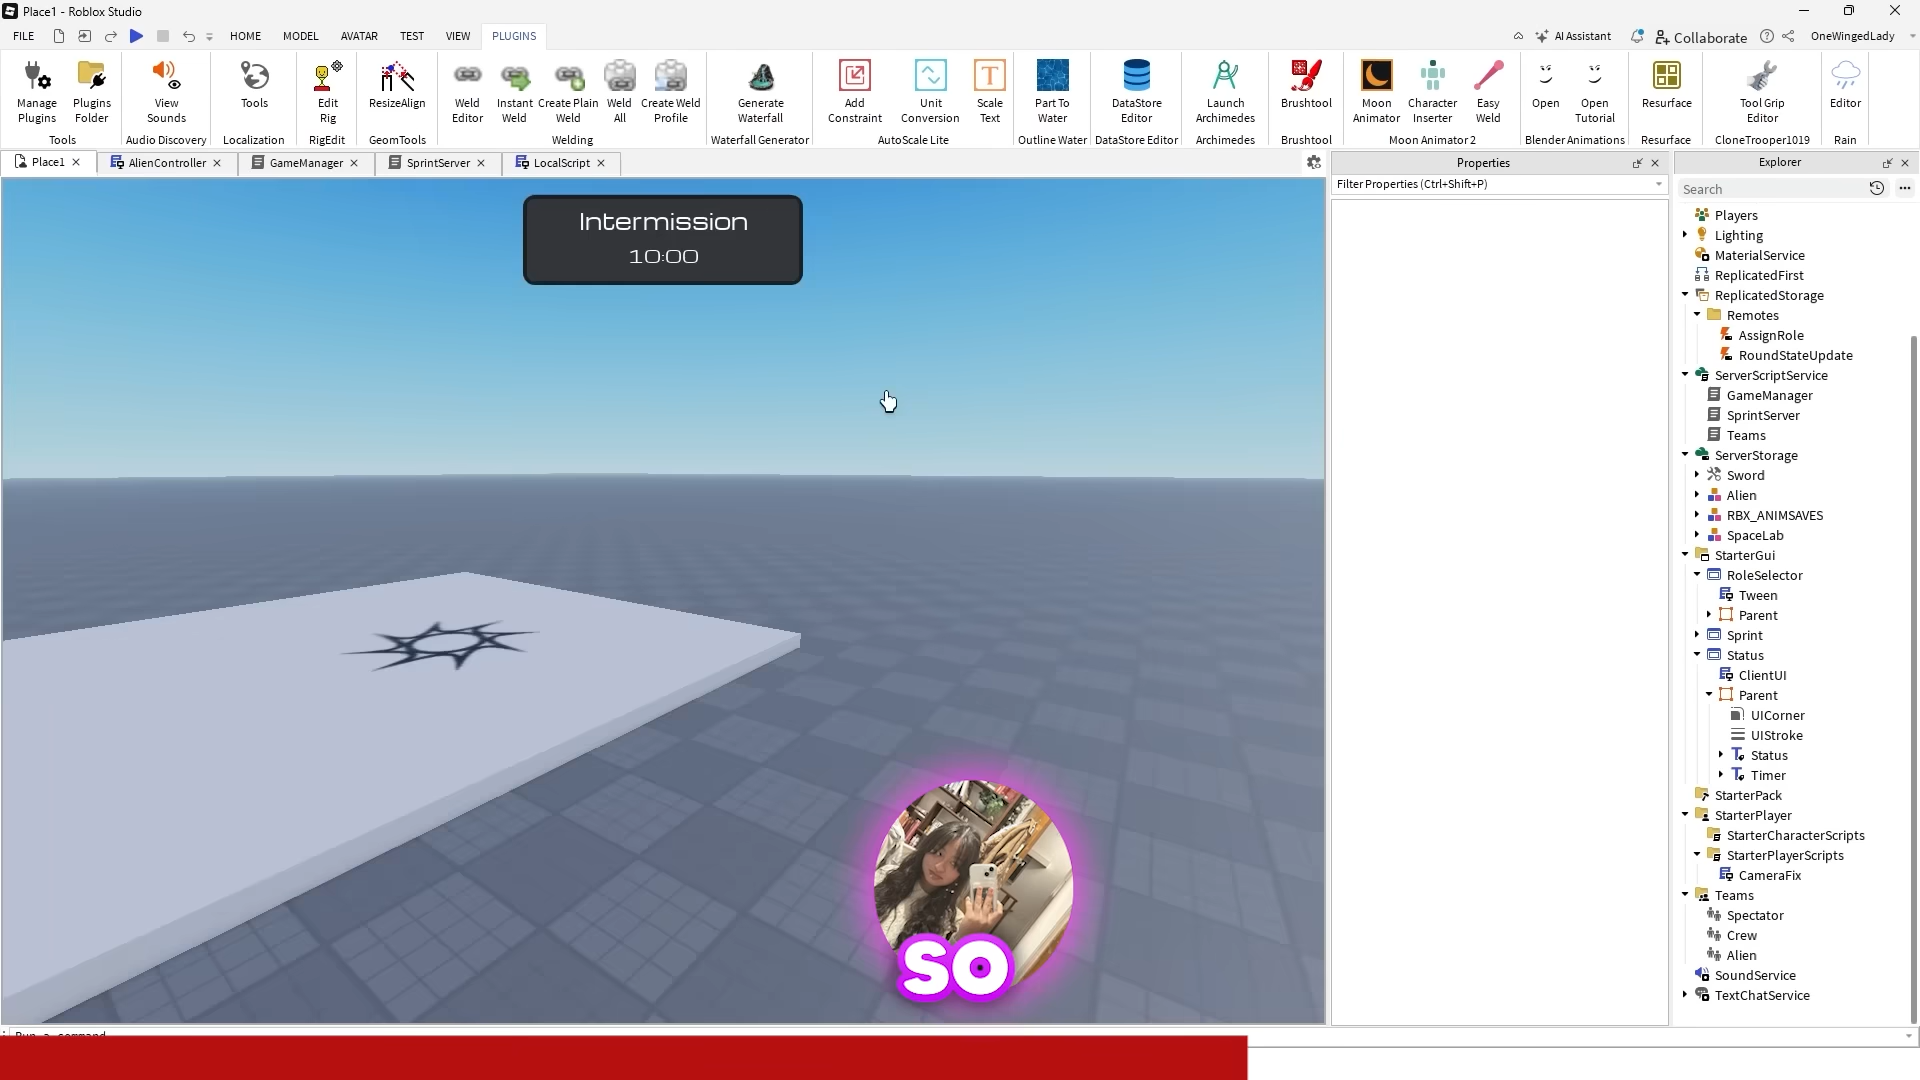 Place1 - Roblox Studio
FILE HOME MODEL AVATAR TEST VIEW PLUGINS AI Assistant Collaborate OneWingedLady
Manage Plugins
Plugins Folder
Tools
View Sounds
Audio Discovery
Tools
Localization
Edit Rig
RigEdit
ResizeAlign
GeomTools
Weld Editor
Instant Weld
Create Plain Weld
Weld All
Create Weld Profile
Welding
Generate Waterfall
Waterfall Generator
Add Constraint
Unit Conversion
Scale Text
AutoScale Lite
Part To Water
Outline Water
DataStore Editor
DataStore Editor
Launch Archimedes
Archimedes
Brushtool
Brushtool
Moon Animator
Character Inserter
Easy Weld
Moon Animator 2
Open
Open Tutorial
Blender Animations
Resurface
Resurface
Tool Grip Editor
CloneTrooper1019
Editor
Rain
Place1
AlienController
GameManager
SprintServer
LocalScript
Intermission
10:00
SO
Properties
Filter Properties (Ctrl+Shift+P)
Explorer
Search
Players
Lighting
MaterialService
ReplicatedFirst
ReplicatedStorage
Remotes
AssignRole
RoundStateUpdate
ServerScriptService
GameManager
SprintServer
Teams
ServerStorage
Sword
Alien
RBX_ANIMSAVES
SpaceLab
StarterGui
RoleSelector
Tween
Parent
Sprint
Status
ClientUI
Parent
UICorner
UIStroke
Status
Timer
StarterPack
StarterPlayer
StarterCharacterScripts
StarterPlayerScripts
CameraFix
Teams
Spectator
Crew
Alien
SoundService
TextChatService